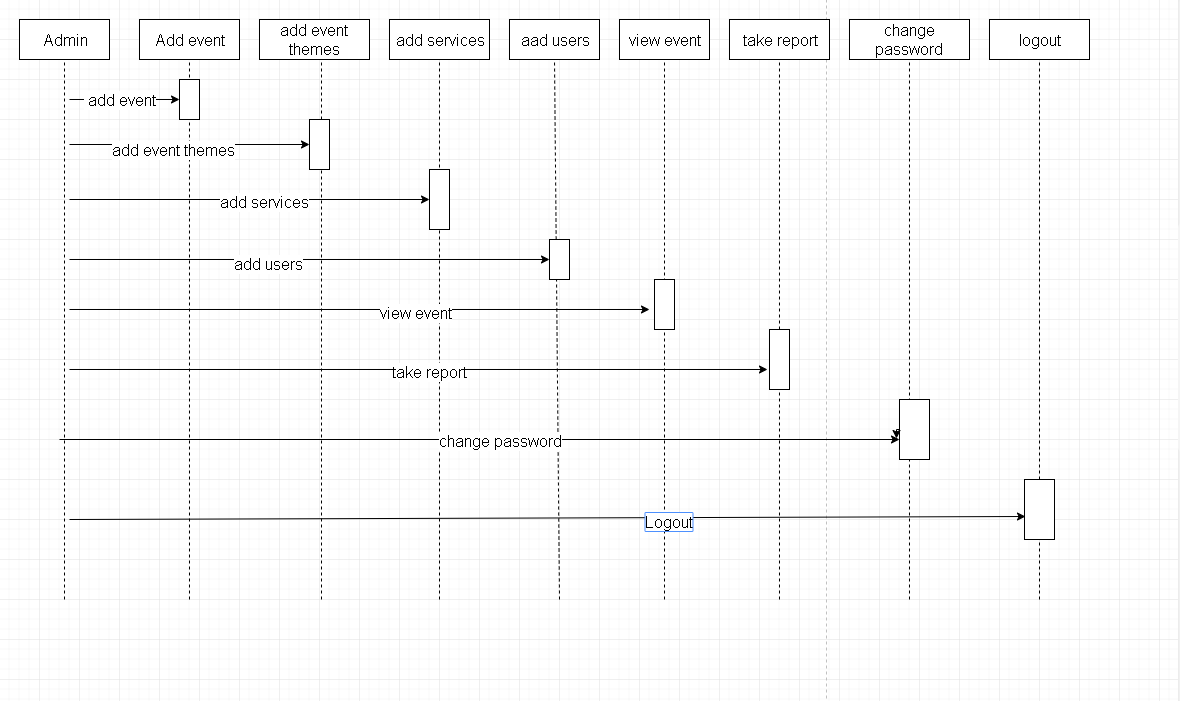 Admin
Add event
add event
themes
add services
aad users
view event
take report
change
password
logout
add event
add event themes
add services
add users
view event
take report
change password
Logout